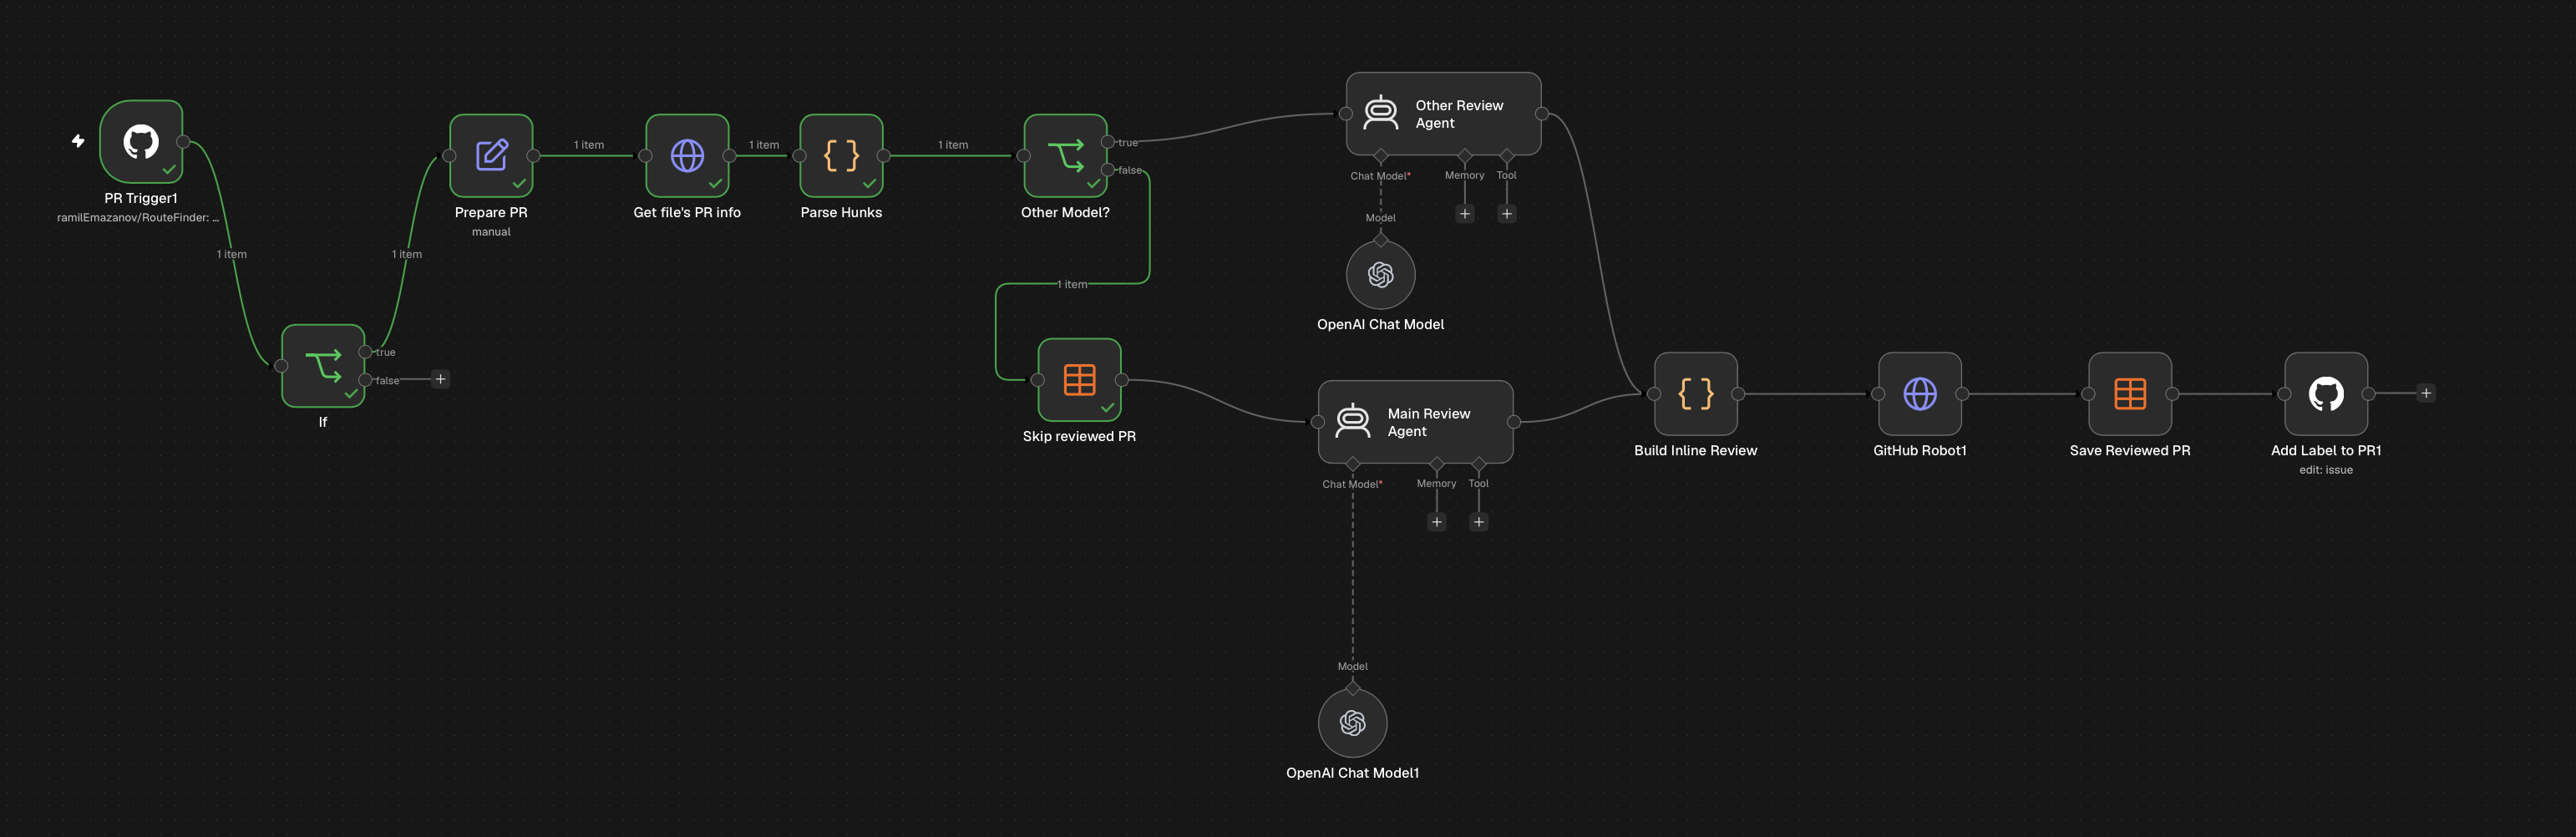 PR Trigger1
ramilEmazanov/RouteFinder: ...
1 item
If
true
false
1 item
Prepare PR
manual
1 item
Get file's PR info
1 item
Parse Hunks
1 item
Other Model?
true
false
1 item
Skip reviewed PR
Other Review
Agent
Chat Model*
Memory
Tool
Model
OpenAI Chat Model
Main Review
Agent
Chat Model*
Memory
Tool
Model
OpenAI Chat Model1
Build Inline Review
GitHub Robot1
Save Reviewed PR
Add Label to PR1
edit: issue